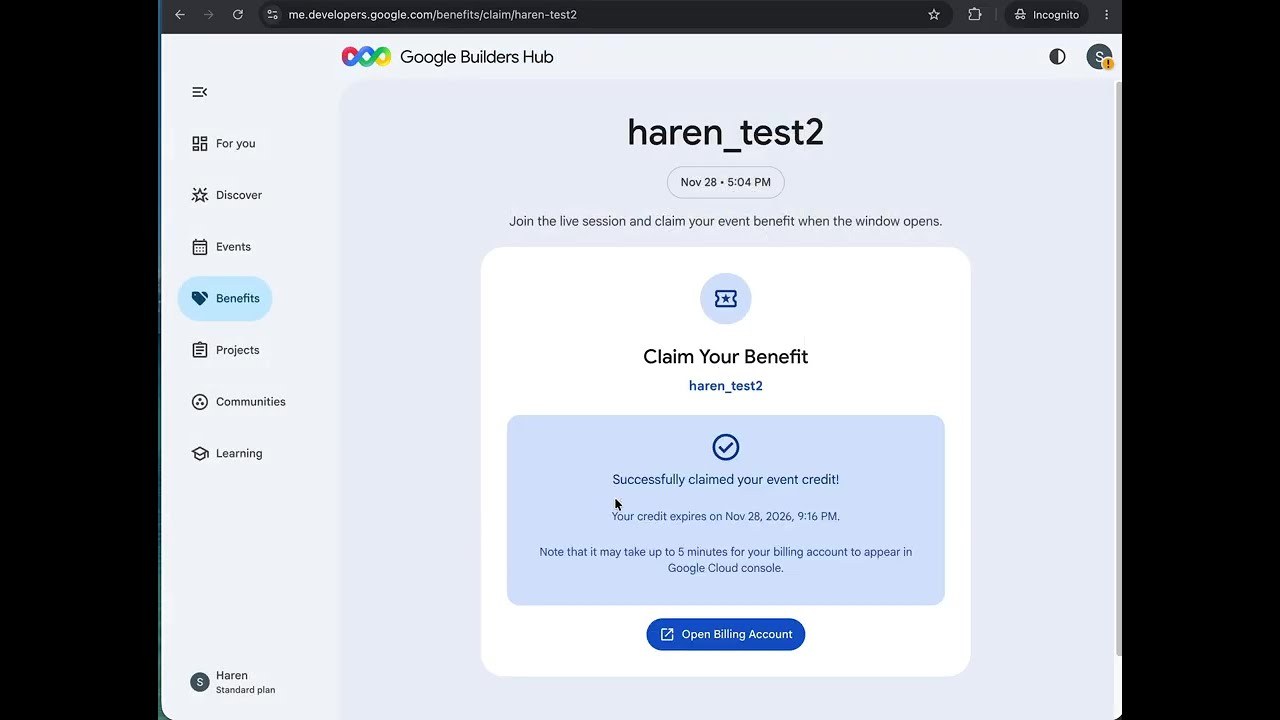 me.developers.google.com/benefits/claim/haren-test2
Incognito
Google Builders Hub
S
For you
Discover
Events
Benefits
Projects
Communities
Learning
haren_test2
Nov 28 • 5:04 PM
Join the live session and claim your event benefit when the window opens.
Claim Your Benefit
haren_test2
Successfully claimed your event credit!
Your credit expires on Nov 28, 2026, 9:16 PM.
Note that it may take up to 5 minutes for your billing account to appear in
Google Cloud console.
Open Billing Account
S
Haren
Standard plan